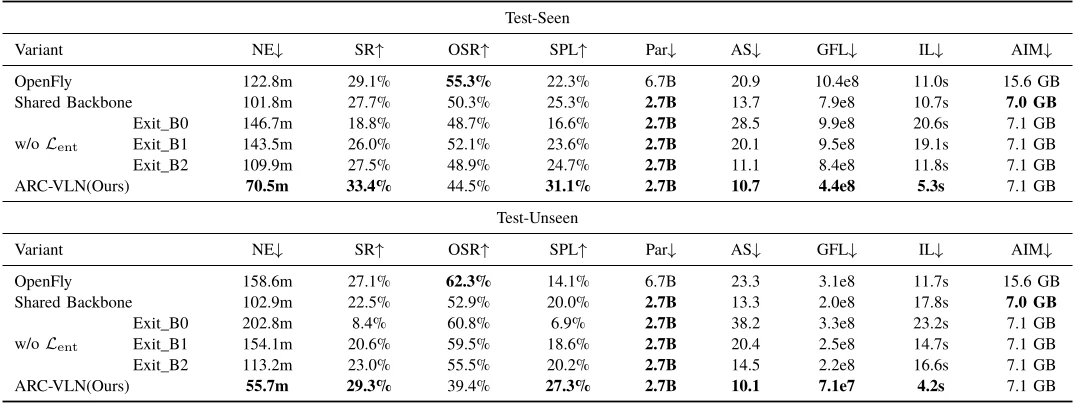 Test-Seen
Variant NE↓ SR↑ OSR↑ SPL↑ Par↓ AS↓ GFL↓ IL↓ AIM↓
OpenFly 122.8m 29.1% 55.3% 22.3% 6.7B 20.9 10.4e8 11.0s 15.6 GB
Shared Backbone 101.8m 27.7% 50.3% 25.3% 2.7B 13.7 7.9e8 10.7s 7.0 GB
Exit_B0 146.7m 18.8% 48.7% 16.6% 2.7B 28.5 9.9e8 20.6s 7.1 GB
w/o ℒent Exit_B1 143.5m 26.0% 52.1% 23.6% 2.7B 20.1 9.5e8 19.1s 7.1 GB
Exit_B2 109.9m 27.5% 48.9% 24.7% 2.7B 11.1 8.4e8 11.8s 7.1 GB
ARC-VLN(Ours) 70.5m 33.4% 44.5% 31.1% 2.7B 10.7 4.4e8 5.3s 7.1 GB
Test-Unseen
Variant NE↓ SR↑ OSR↑ SPL↑ Par↓ AS↓ GFL↓ IL↓ AIM↓
OpenFly 158.6m 27.1% 62.3% 14.1% 6.7B 23.3 3.1e8 11.7s 15.6 GB
Shared Backbone 102.9m 22.5% 52.9% 20.0% 2.7B 13.3 2.0e8 17.8s 7.0 GB
Exit_B0 202.8m 8.4% 60.8% 6.9% 2.7B 38.2 3.3e8 23.2s 7.1 GB
w/o ℒent Exit_B1 154.1m 20.6% 59.5% 18.6% 2.7B 20.4 2.5e8 14.7s 7.1 GB
Exit_B2 113.2m 23.0% 55.5% 20.2% 2.7B 14.5 2.2e8 16.6s 7.1 GB
ARC-VLN(Ours) 55.7m 29.3% 39.4% 27.3% 2.7B 10.1 7.1e7 4.2s 7.1 GB